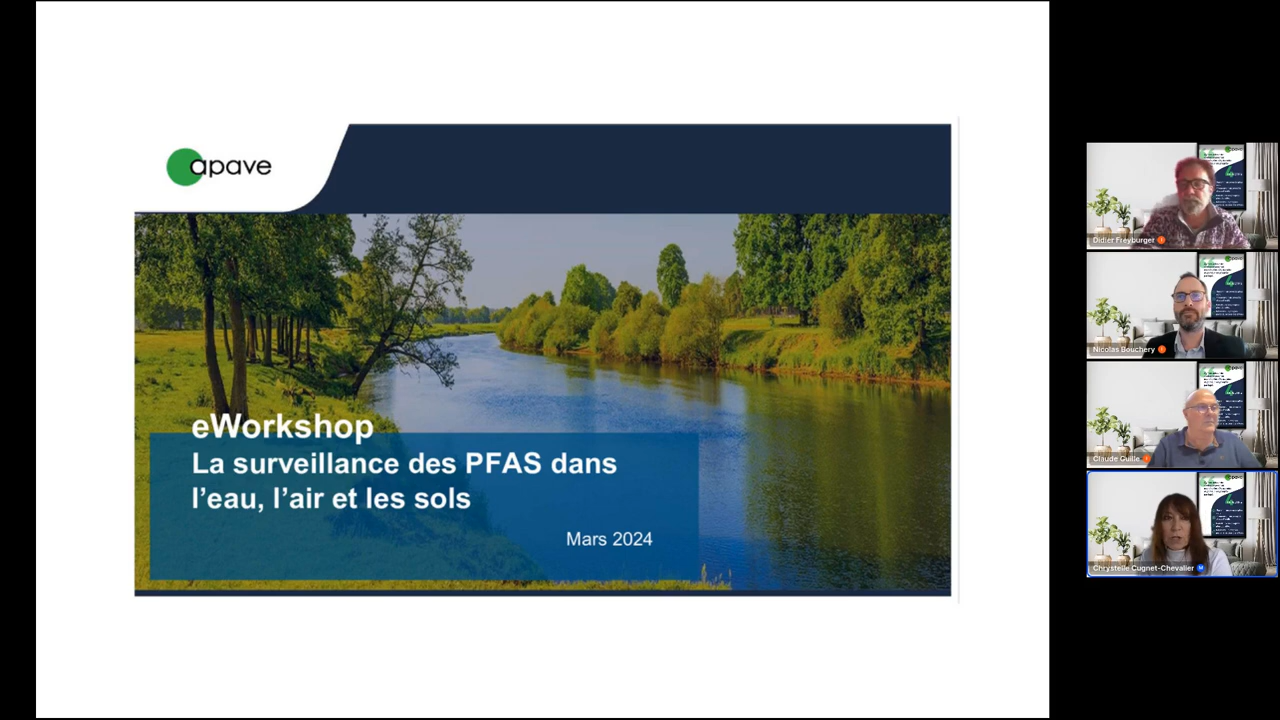 apave
eWorkshop
La surveillance des PFAS dans
l'eau, l'air et les sols
Mars 2024
Didier Freyburger
Nicolas Bouchery
Claude Guille
Chrystelle Cugnet-Chevalier